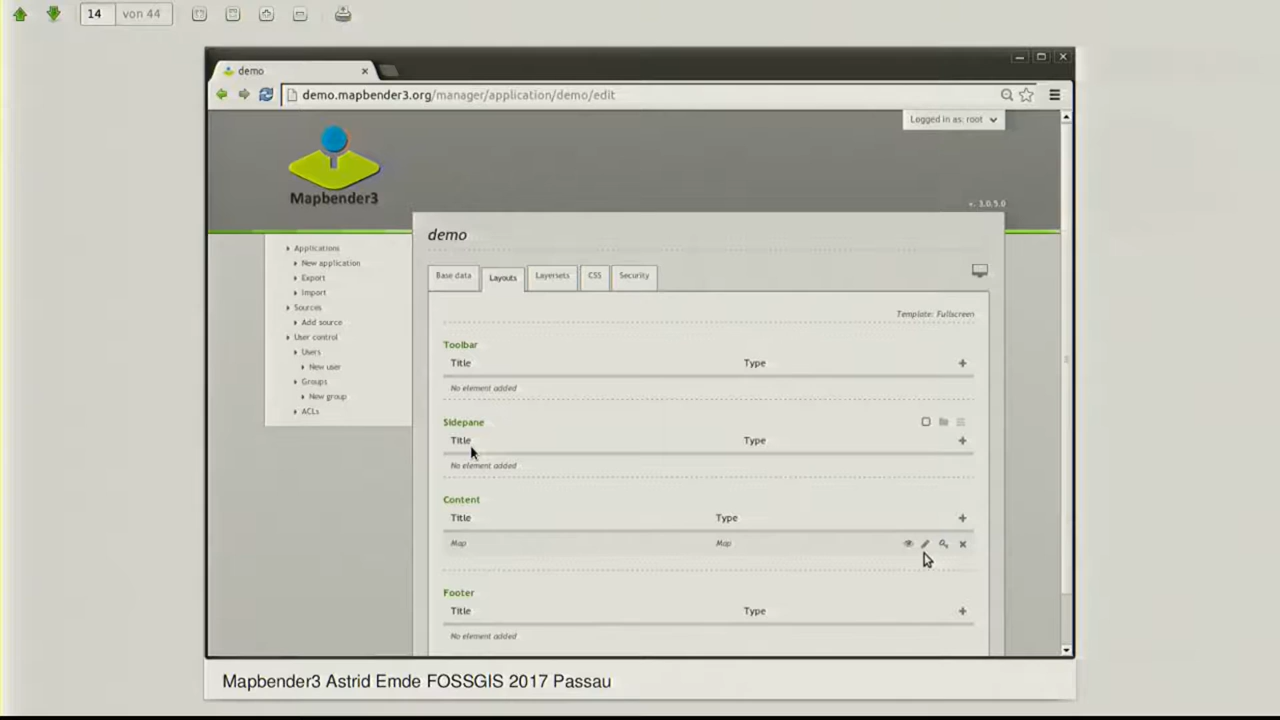 14 von 44
demo
demo.mapbender3.org/manager/application/demo/edit
Logged in as: root
Mapbender3
v. 3.0.5.0
Applications
New application
Export
Import
Sources
Add source
User control
Users
New user
Groups
New group
ACLs
demo
Base data Layouts Layersets CSS Security
Template: Fullscreen
Toolbar
Title Type
No element added
Sidepane
Title Type
No element added
Content
Title Type
Map Map
Footer
Title Type
No element added
Mapbender3 Astrid Emde FOSSGIS 2017 Passau